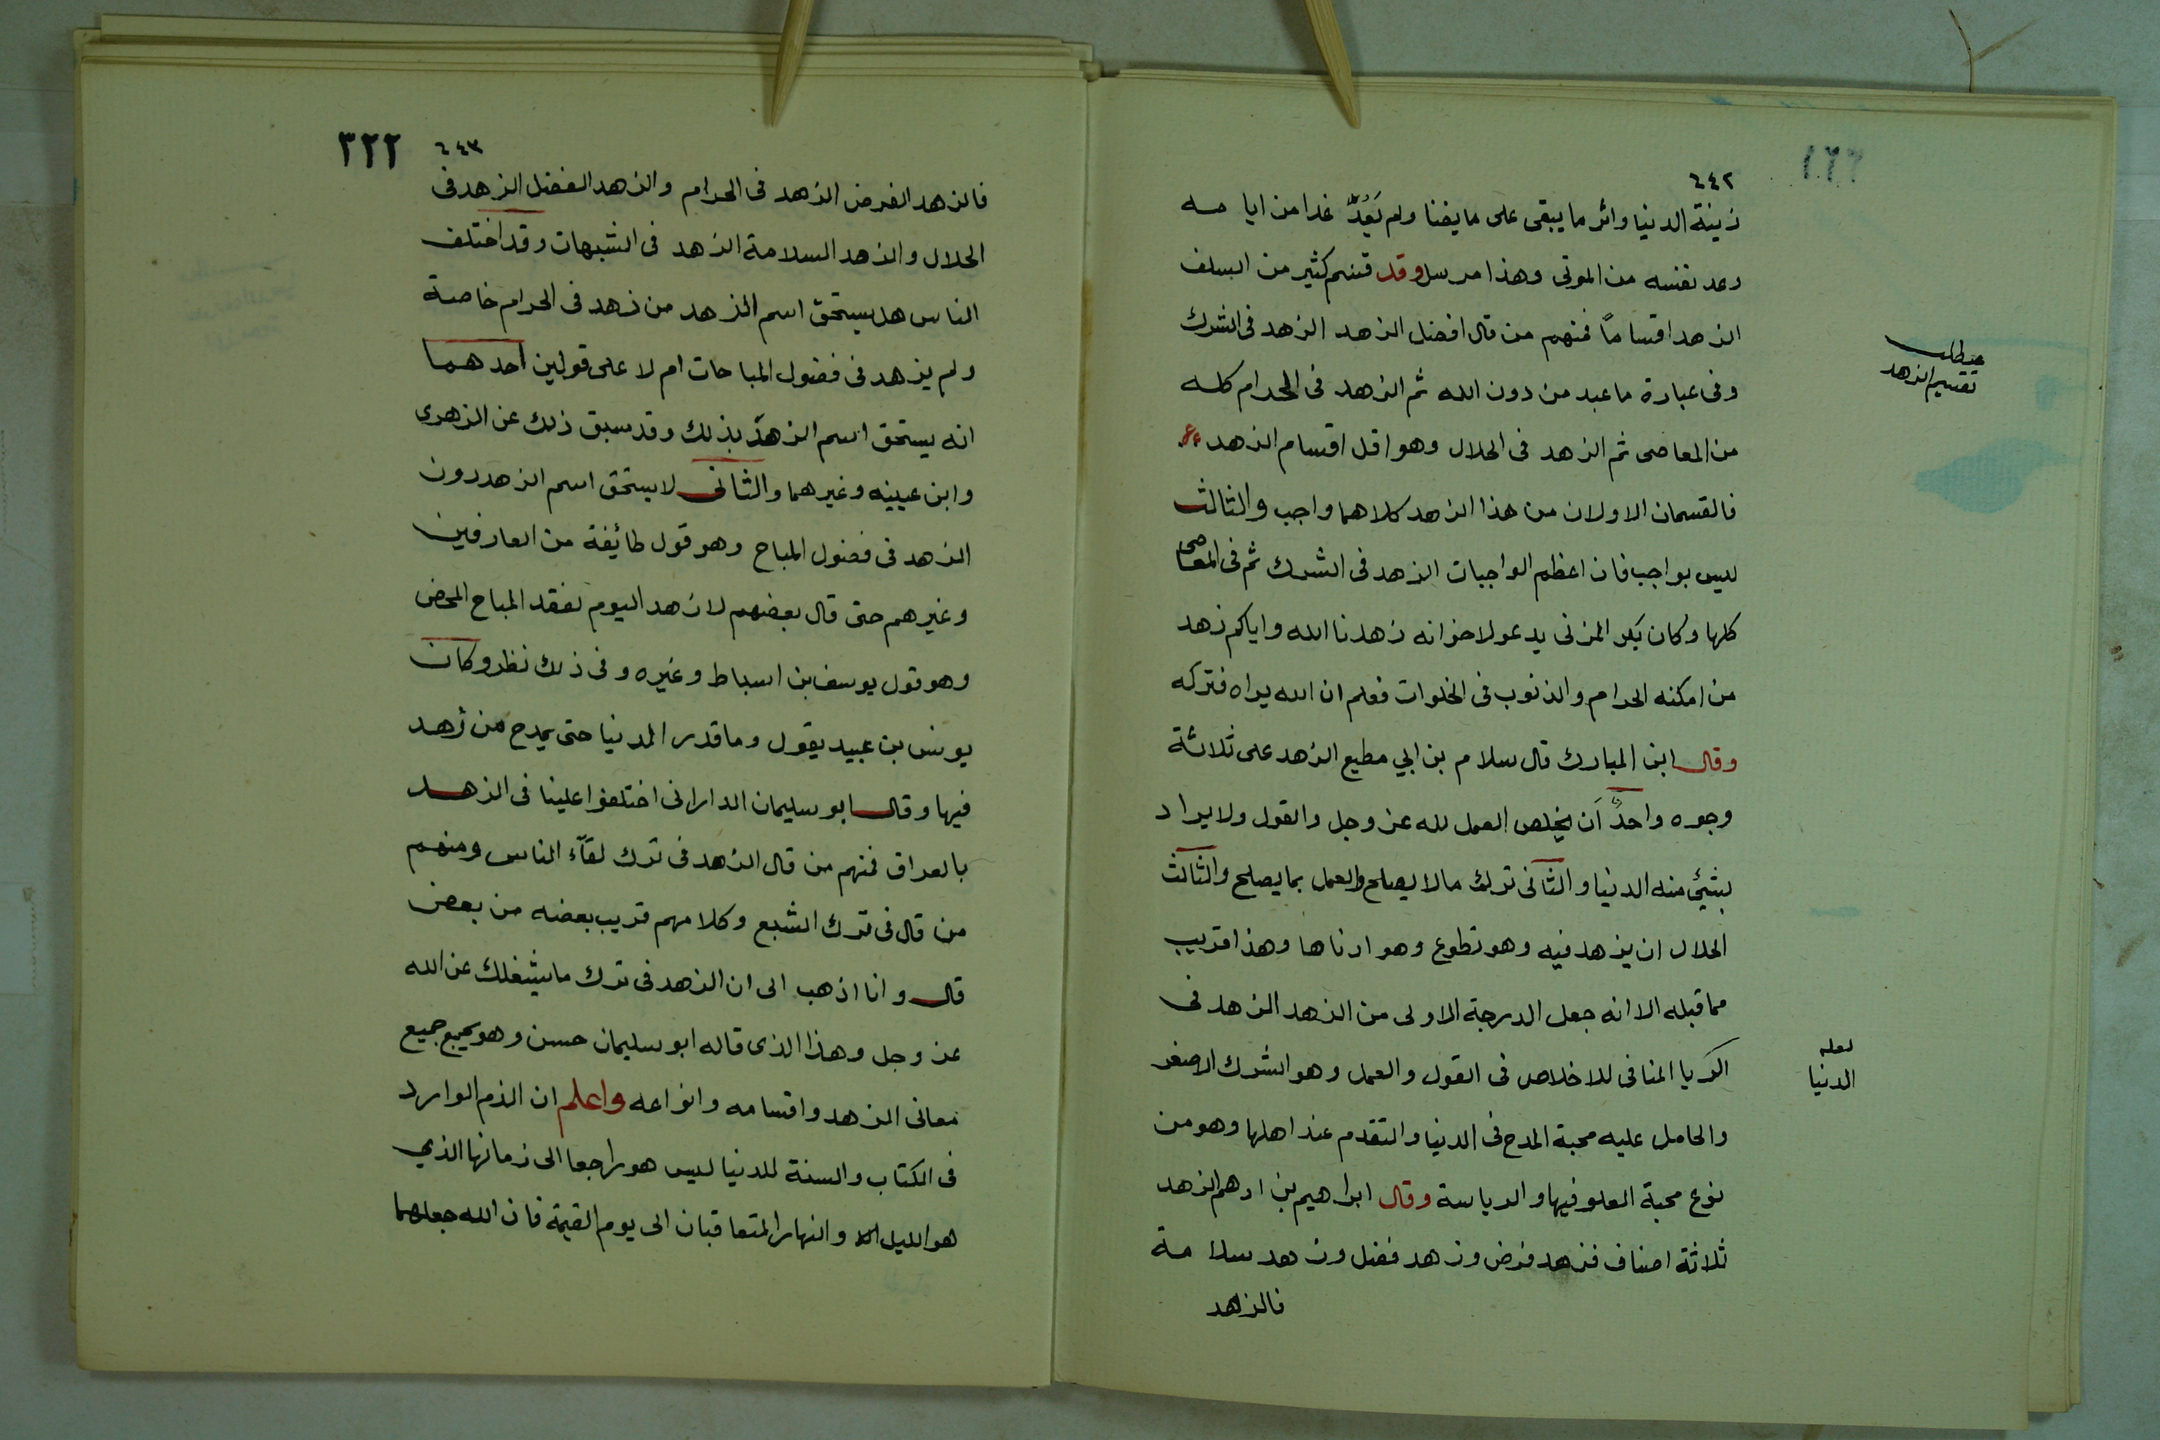 ٦٤٢
زينة الدنيا واثر ما يبقى على ما يفنا ولم يَعُدَّ غدا من ايا مـه
وعد نفسه من الموتى وهذا مرسل وقد قسم كثير من السلف
الزهد اقسا مًا فمنهم من قال افضل الزهد الزهد فى الشرك
وفى عبارة ما عبد من دون الله ثم الزهد فى الحرام كله
من المعاصى ثم الزهد فى الحلال وهو اقل اقسام الزهد
فالقسمان الاولان من هذا الزهد كلاهما واجب والثالث
ليس بواجب فان اعظم الواجبات الزهد فى الشرك ثم فى المعاصى
كلها وكان بكر المزنى يدعو لاخوانه زهدنا الله واياكم زهد
من امكنه الحرام والذنوب فى الخلوات فعلم ان الله يراه فتركه
وقال ابن المبارك قال سلام بن ابي مطيع الزهد على ثلاثة
وجوه واحدٌ اَن يخلص العمل لله عز وجل والقول ولا يراد
بشئ منه الدنيا والثانى ترك ما لا يصلح والعمل بما يصلح والثالث
الحلال ان يزهد فيه وهو تطوع وهو ادناها وهذا قريب
مما قبله الا انه جعل الدرجة الاولى من الزهد الزهد فى
الريا المنافى للاخلاص فى القول والعمل وهو الشرك الاصغر
والحامل عليه محبة المدح فى الدنيا والتقدم عند اهلها وهو من
نوع محبة العلو فيها والرياسة وقال ابراهيم بن ادهم الزهد
ثلاثة اصناف فزهد فرض وزهد فضل وزهد سلا مـة
فالزهد
مطلب
تقسيم الزهد
لعله
الدنيا
٣٢٢
٦٤٣
فالزهد الفرض الزهد فى الحرام والزهد الفضل الزهد فى
الحلال والزهد السلامة الزهد فى الشبهات وقد اختلف
الناس هل يستحق اسم الزهد من زهد فى الحرام خاصة
ولم يزهد فى فضول المباحات ام لا على قولين احدهما
انه يستحق اسم الزهد بذلك وقد سبق ذلك عن الزهرى
وابن عيينه وغيرهما والثانى لا يستحق اسم الزهد دون
الزهد فى فضول المباح وهو قول طائفة من العارفين
وغيرهم حتى قال بعضهم لا زهد اليوم لفقد المباح المحض
وهو قول يوسف بن اسباط وغيره وفى ذلك نظر وكان
يونس بن عبيد يقول وما قدر الدنيا حتى يمدح من زهد
فيها وقال ابو سليمان الدارانى اختلفوا علينا فى الزهد
بالعراق فمنهم من قال الزهد فى ترك لقآء الناس ومنهم
من قال فى ترك الشبع وكلامهم قريب بعضه من بعض
قال وانا اذهب الى ان الزهد فى ترك ما يشغلك عن الله
عز وجل وهذا الذى قاله ابو سليمان حسن وهو يجمع جميع
معانى الزهد واقسامه وانواعه واعلم ان الذم الوارد
فى الكتاب والسنة للدنيا ليس هو راجعا الى زمانها الذي
هو الليل والنهار المتعاقبان الى يوم القيمة فان الله جعلهما